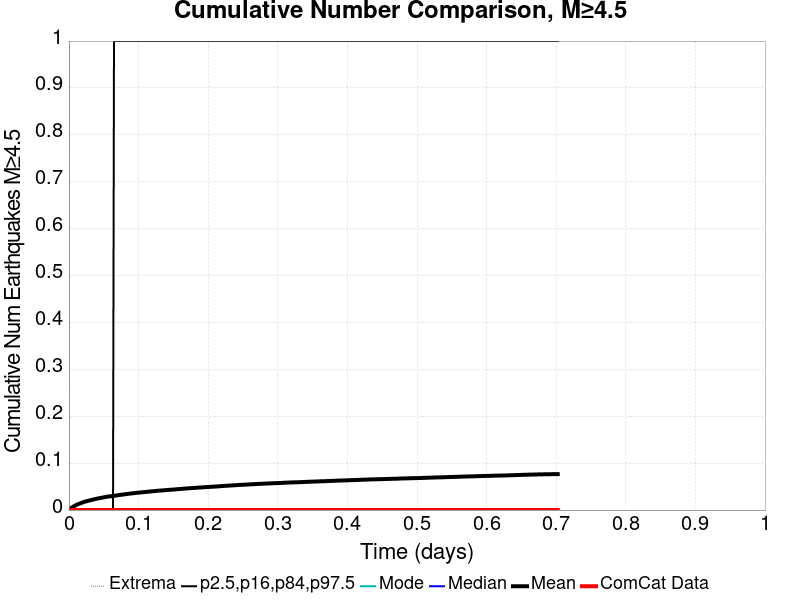 Cumulative Number Comparison, M≥4.5
Cumulative Num Earthquakes M≥4.5
1
0.9
0.8
0.7
0.6
0.5
0.4
0.3
0.2
0.1
0
0 0.1 0.2 0.3 0.4 0.5 0.6 0.7 0.8 0.9 1
Time (days)
Extrema p2.5,p16,p84,p97.5 Mode Median Mean ComCat Data